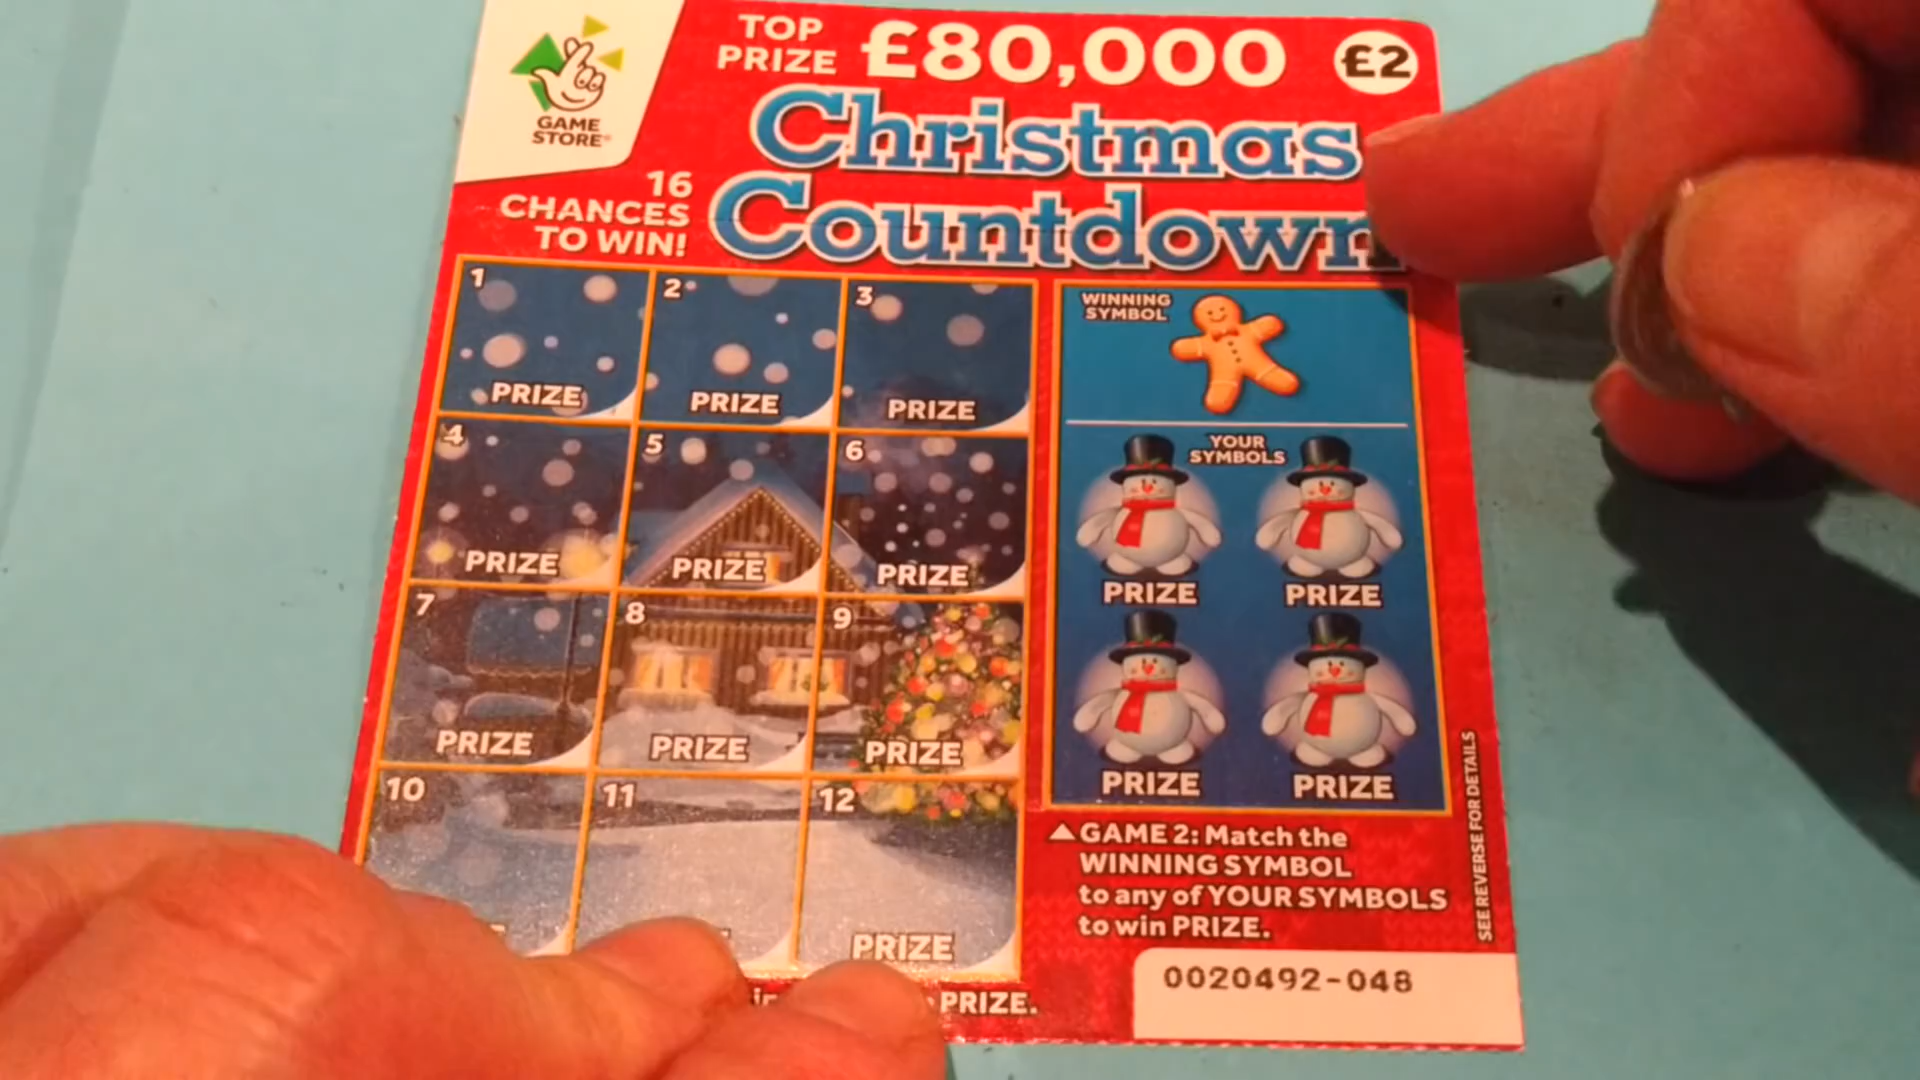 GAME
STORE
TOP
PRIZE
£80,000
£2
Christmas
Countdown
16
CHANCES
TO WIN!
1
PRIZE
2
PRIZE
3
PRIZE
4
PRIZE
5
PRIZE
6
PRIZE
7
PRIZE
8
PRIZE
9
PRIZE
10
11
12
PRIZE
PRIZE.
WINNING
SYMBOL
YOUR
SYMBOLS
PRIZE
PRIZE
PRIZE
PRIZE
GAME 2: Match the
WINNING SYMBOL
to any of YOUR SYMBOLS
to win PRIZE.
SEE REVERSE FOR DETAILS
0020492-048